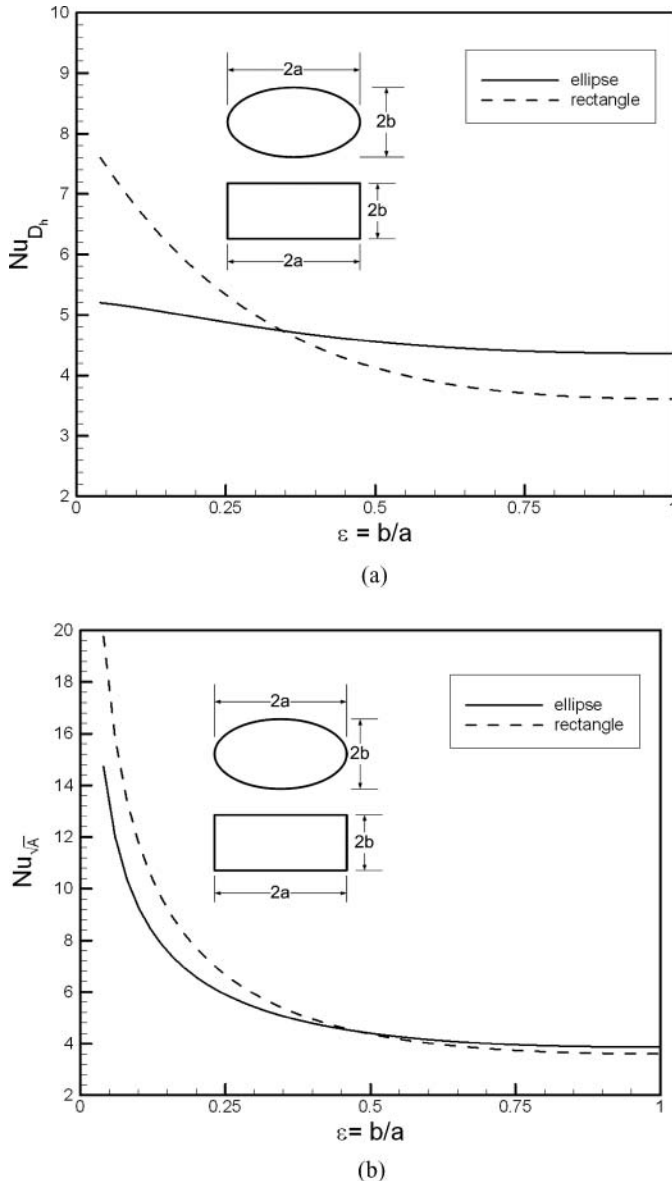 10
9
8
7
6
5
4
3
2
Nu_{D_h}
2a
2b
2b
2a
ellipse
rectangle
0
0.25
0.5
0.75
1
ε = b/a
(a)
20
18
16
14
12
10
8
6
4
2
Nu_{√A}
2a
2b
2b
2a
ellipse
rectangle
0
0.25
0.5
0.75
1
ε= b/a
(b)